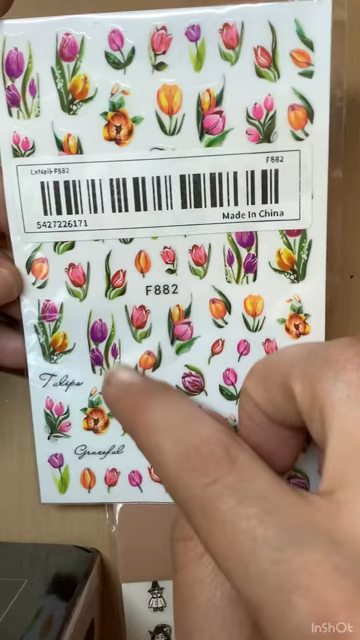 LxNail-F882 F882
5427226171 Made In China
F882
Tulips
Graceful
InShOt